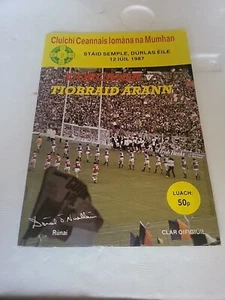 Cluichí Ceannais Iomána na Mumhan
STAID SEMPLE, DURLAS ÉILE
12 IÚIL 1987
TIOBRAID ÁRANN
LUACH:
50p
Rúnaí
CLÁR OIFIGIÚIL